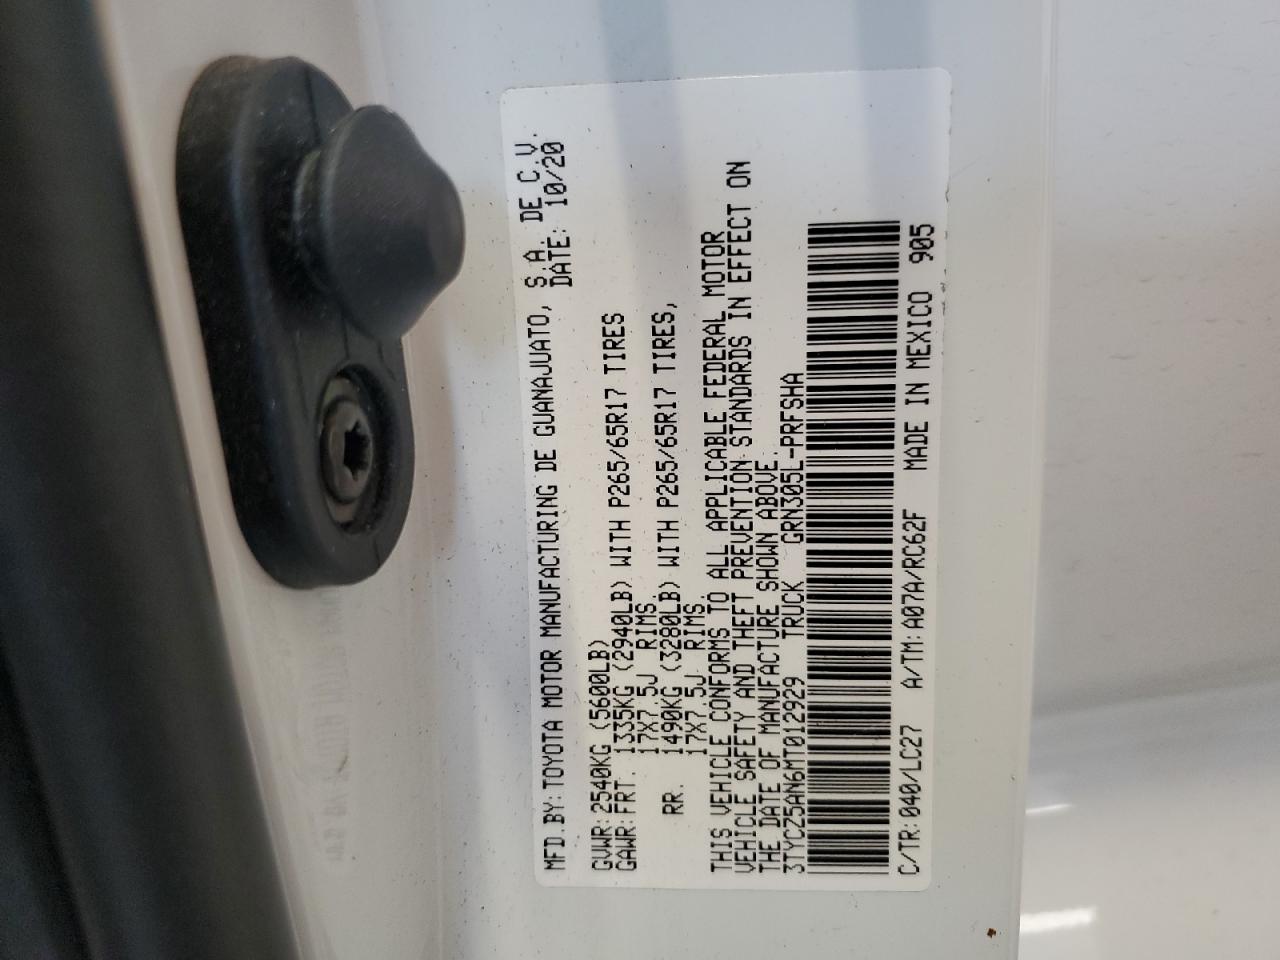 MFD.BY: TOYOTA MOTOR MANUFACTURING DE GUANAJUATO, S.A. DE C.V.
DATE: 10/20
GVWR: 2540KG (5600LB)
GAWR: FRT. 1335KG (2940LB) WITH P265/65R17 TIRES
17X7.5J RIMS.
RR. 1490KG (3280LB) WITH P265/65R17 TIRES,
17X7.5J RIMS.
THIS VEHICLE CONFORMS TO ALL APPLICABLE FEDERAL MOTOR
VEHICLE SAFETY AND THEFT PREVENTION STANDARDS IN EFFECT ON
THE DATE OF MANUFACTURE SHOWN ABOVE.
3TYCZ5AN6MT012929 TRUCK GRN305L-PRFSHA
C/TR: 040/LC27 A/TM: A07A/RC62F MADE IN MEXICO 905